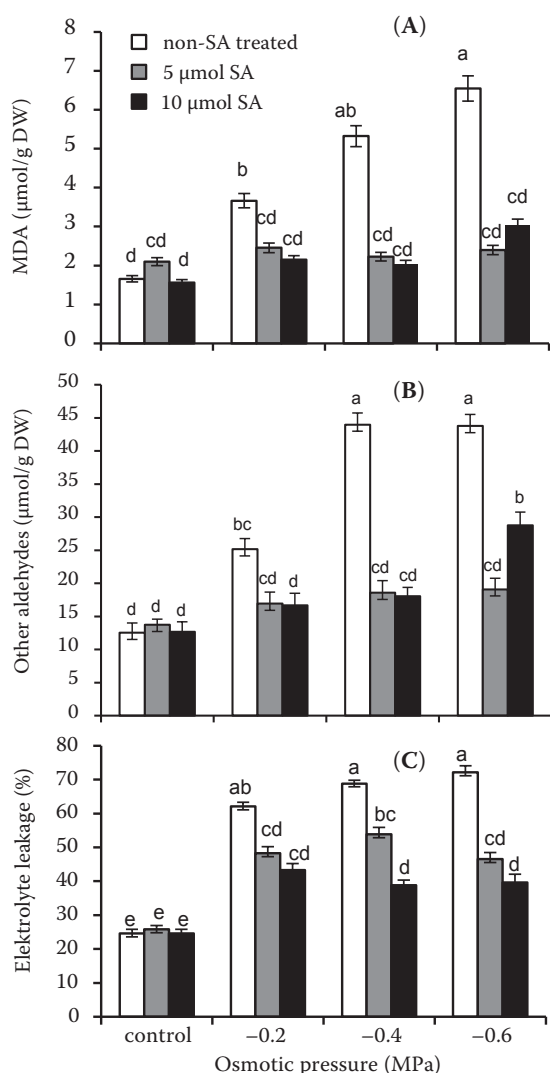 (A)
non-SA treated
5 µmol SA
10 µmol SA
MDA (µmol/g DW)
8
7
6
5
4
3
2
1
0
d cd d
b cd cd
ab cd cd
a cd cd
(B)
Other aldehydes (µmol/g DW)
50
45
40
35
30
25
20
15
10
5
0
d d d
bc cd d
a cd cd
a cd b
(C)
Elektrolyte leakage (%)
80
70
60
50
40
30
20
10
0
e e e
ab cd cd
a bc d
a cd d
control −0.2 −0.4 −0.6
Osmotic pressure (MPa)